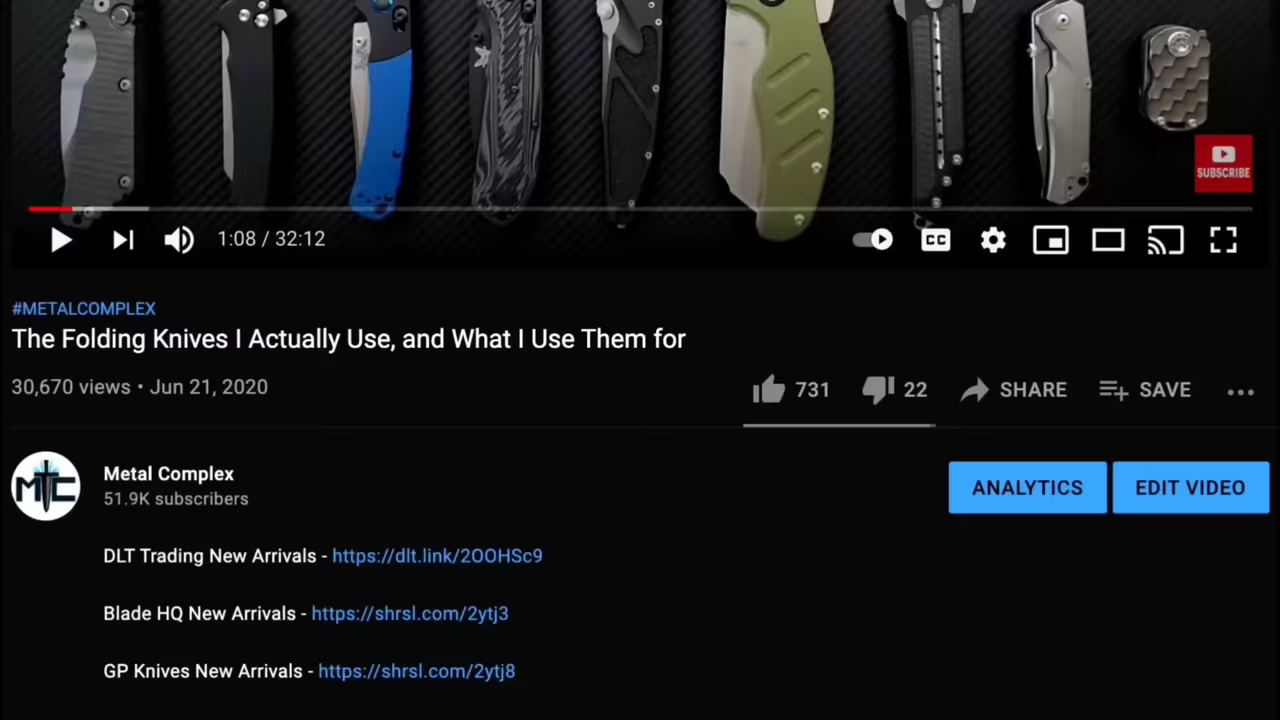 SUBSCRIBE
1:08 / 32:12
CC
#METALCOMPLEX
The Folding Knives I Actually Use, and What I Use Them for
30,670 views • Jun 21, 2020
731
22
SHARE
SAVE
MTC
Metal Complex
51.9K subscribers
ANALYTICS
EDIT VIDEO
DLT Trading New Arrivals - https://dlt.link/2OOHSc9
Blade HQ New Arrivals - https://shrsl.com/2ytj3
GP Knives New Arrivals - https://shrsl.com/2ytj8